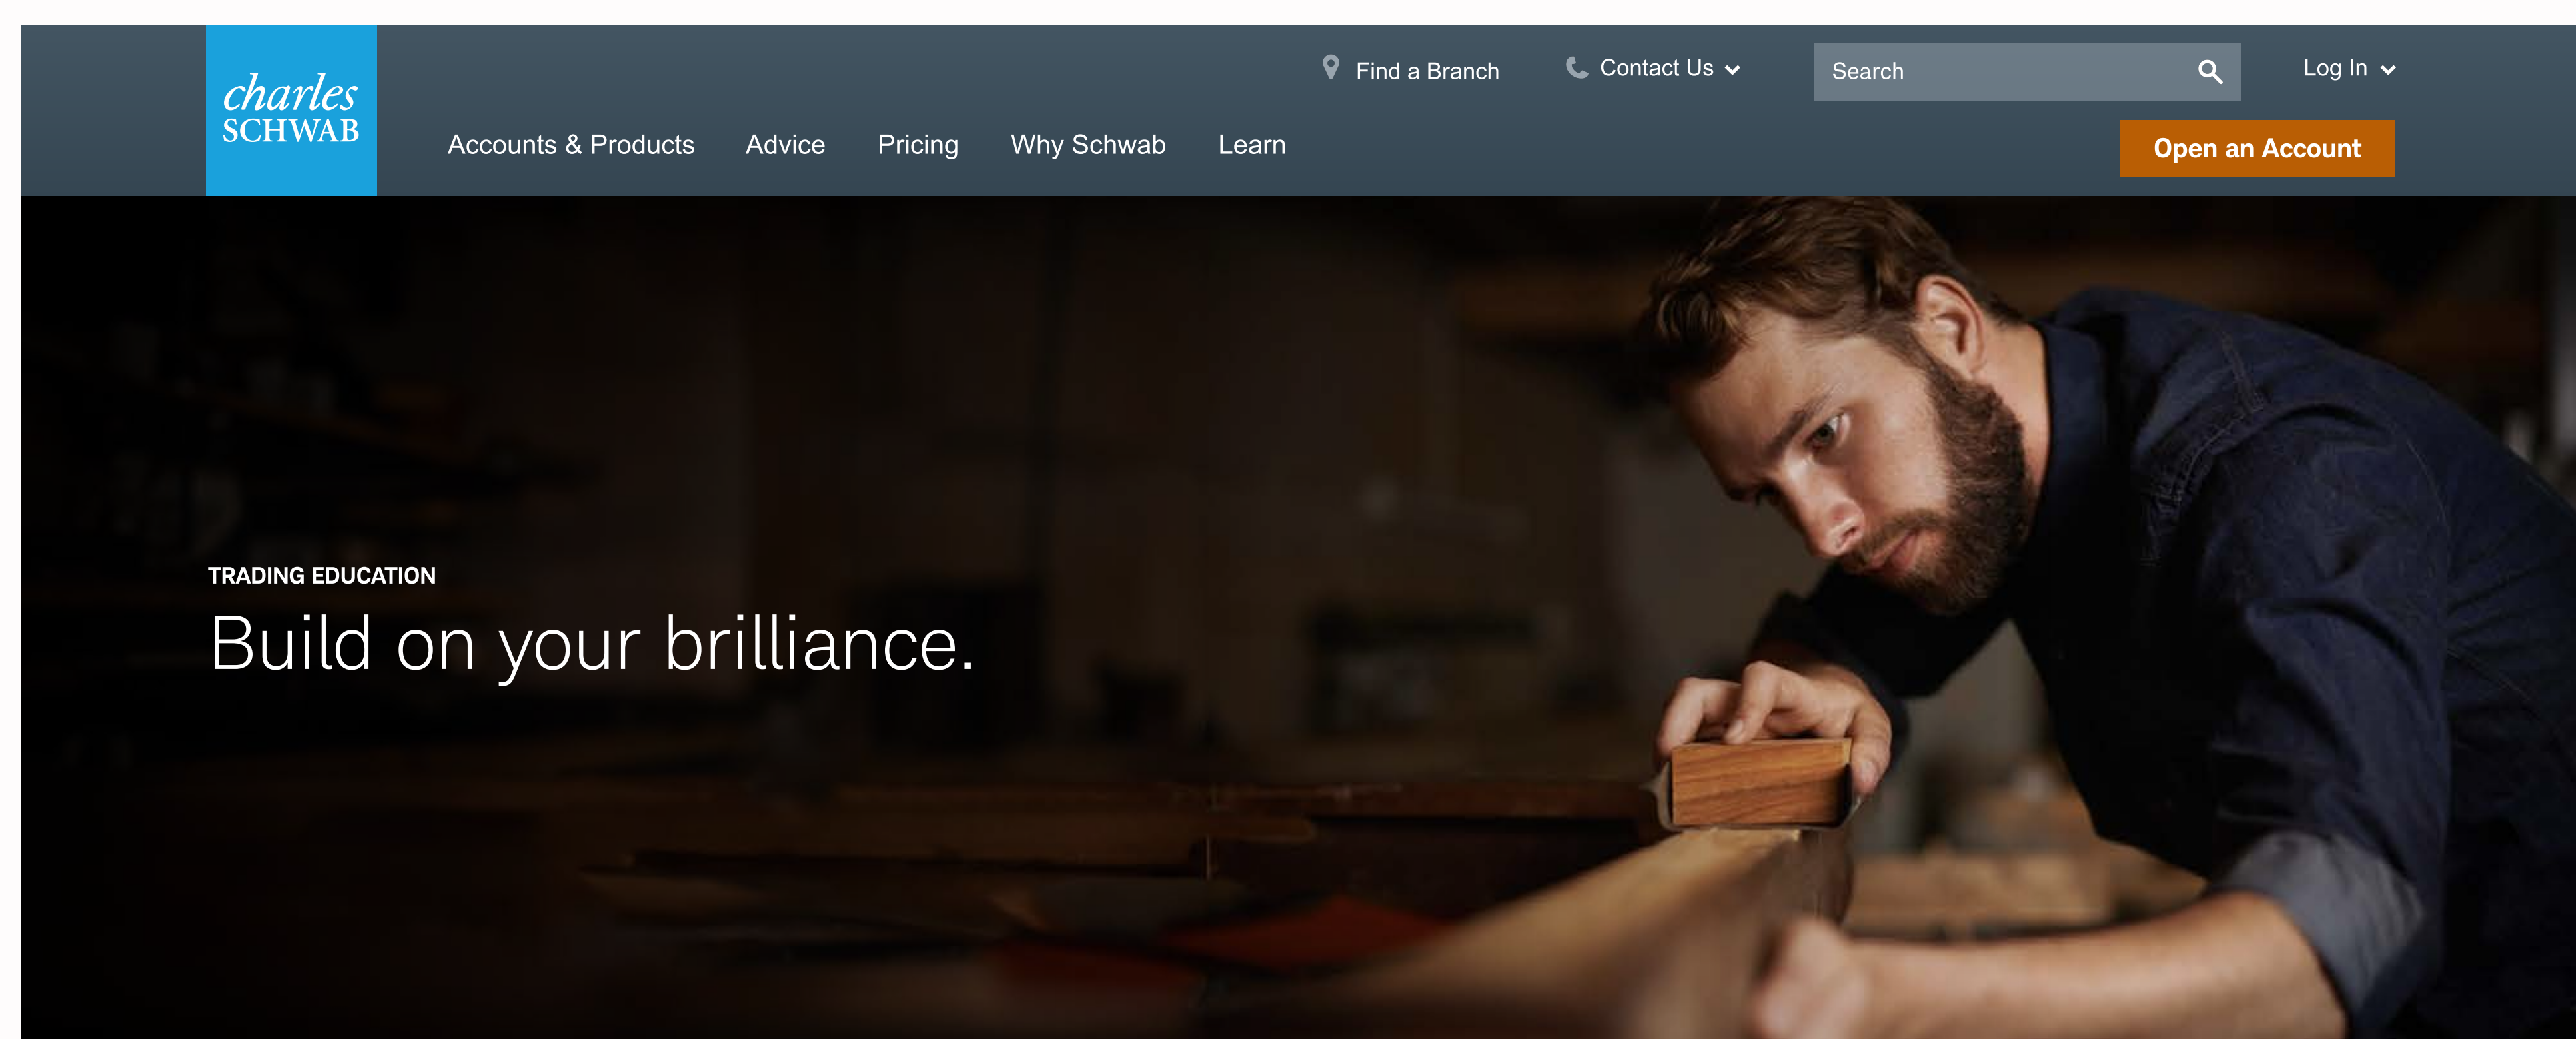 charles
SCHWAB
Find a Branch
Contact Us
Search
Log In
Accounts & Products
Advice
Pricing
Why Schwab
Learn
Open an Account
TRADING EDUCATION
Build on your brilliance.